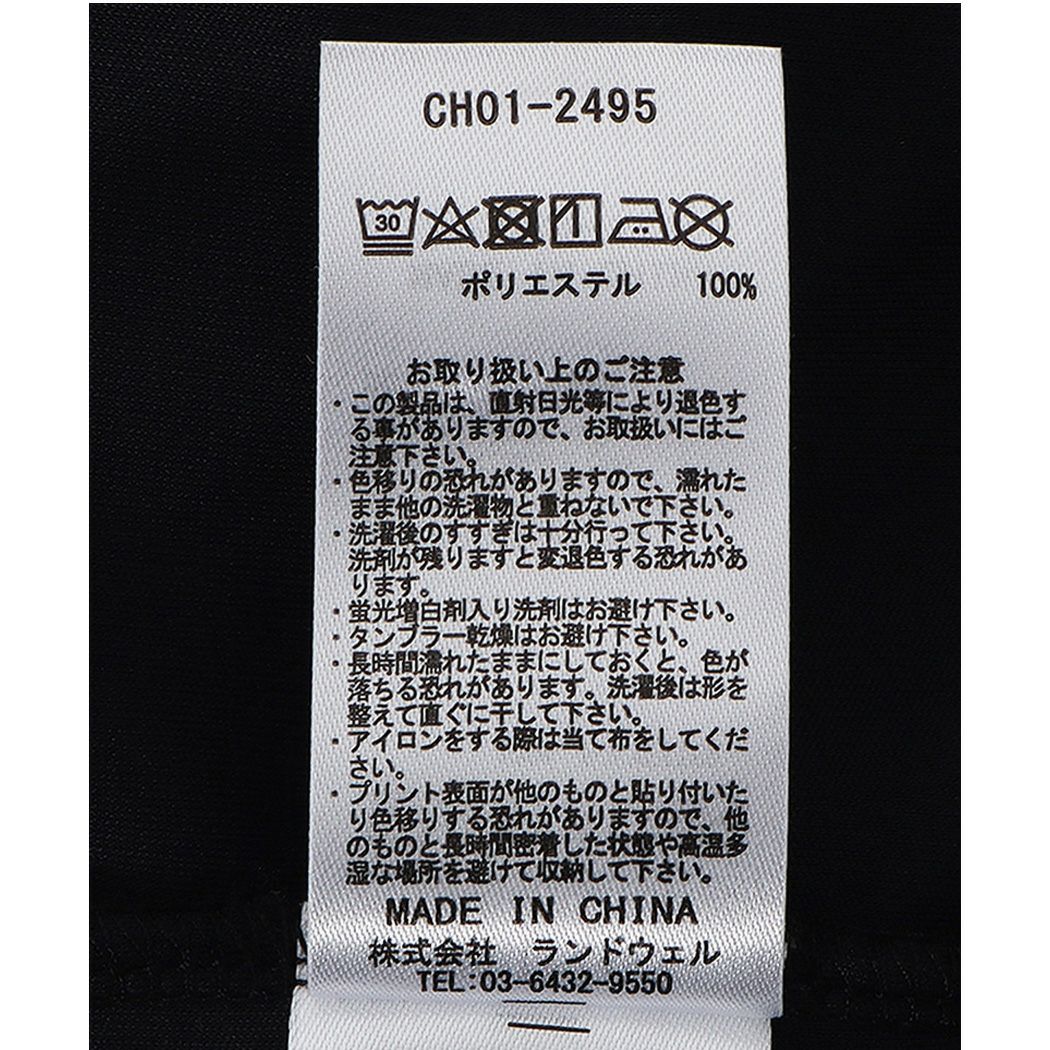 CH01-2495
30
ポリエステル 100%
お取り扱い上のご注意
・この製品は、直射日光等により退色す
る事がありますので、お取扱いにはご
注意下さい。
・色移りの恐れがありますので、濡れた
まま他の洗濯物と重ねないで下さい。
・洗濯後のすすぎは十分行って下さい。
洗剤が残りますと変退色する恐れがあ
ります。
・蛍光増白剤入り洗剤はお避け下さい。
・タンブラー乾燥はお避け下さい。
・長時間濡れたままにしておくと、色が
落ちる恐れがあります。洗濯後は形を
整えて直ぐに干して下さい。
・アイロンをする際は当て布をしてくだ
さい。
・プリント表面が他のものと貼り付いた
り色移りする恐れがありますので、他
のものと長時間密着した状態や高温多
湿な場所を避けて収納して下さい。
MADE IN CHINA
株式会社 ランドウェル
TEL:03-6432-9550